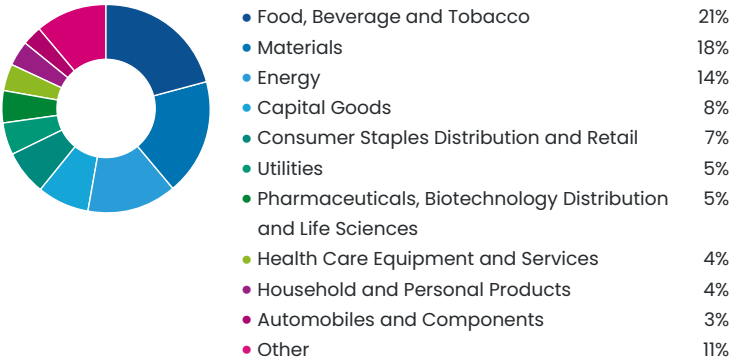 Food, Beverage and Tobacco 21%
Materials 18%
Energy 14%
Capital Goods 8%
Consumer Staples Distribution and Retail 7%
Utilities 5%
Pharmaceuticals, Biotechnology Distribution 5%
and Life Sciences
Health Care Equipment and Services 4%
Household and Personal Products 4%
Automobiles and Components 3%
Other 11%